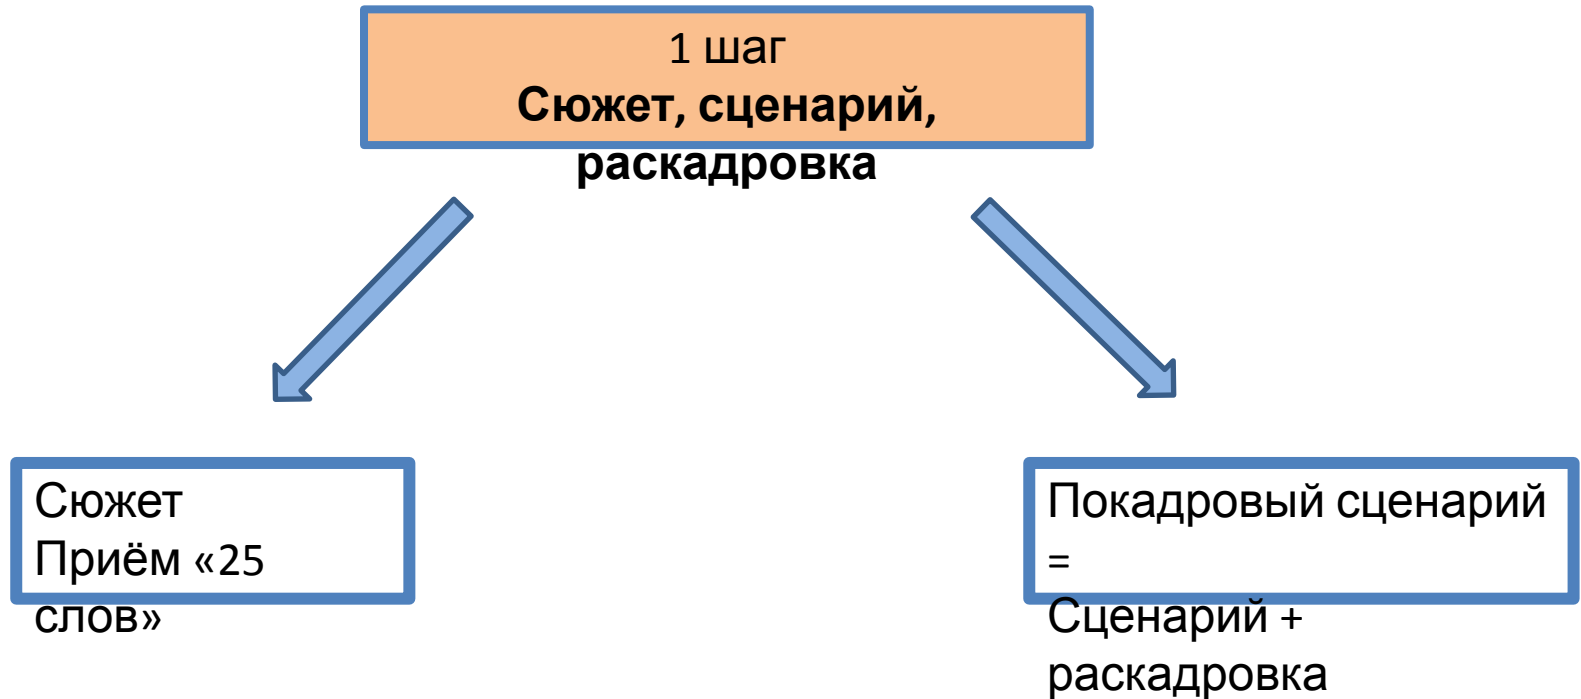 1 шаг
Сюжет, сценарий,
раскадровка
Сюжет
Приём «25
слов»
Покадровый сценарий
=
Сценарий +
раскадровка